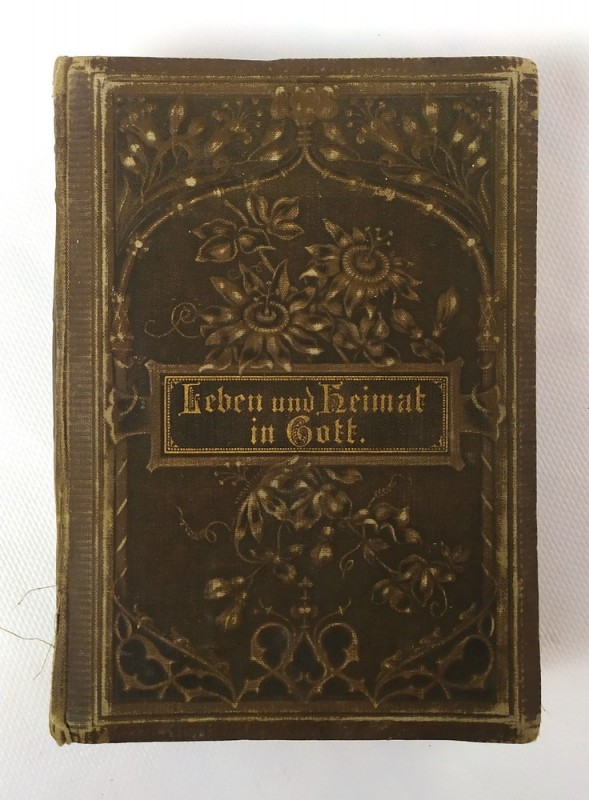 Leben und Heimat
in Gott.